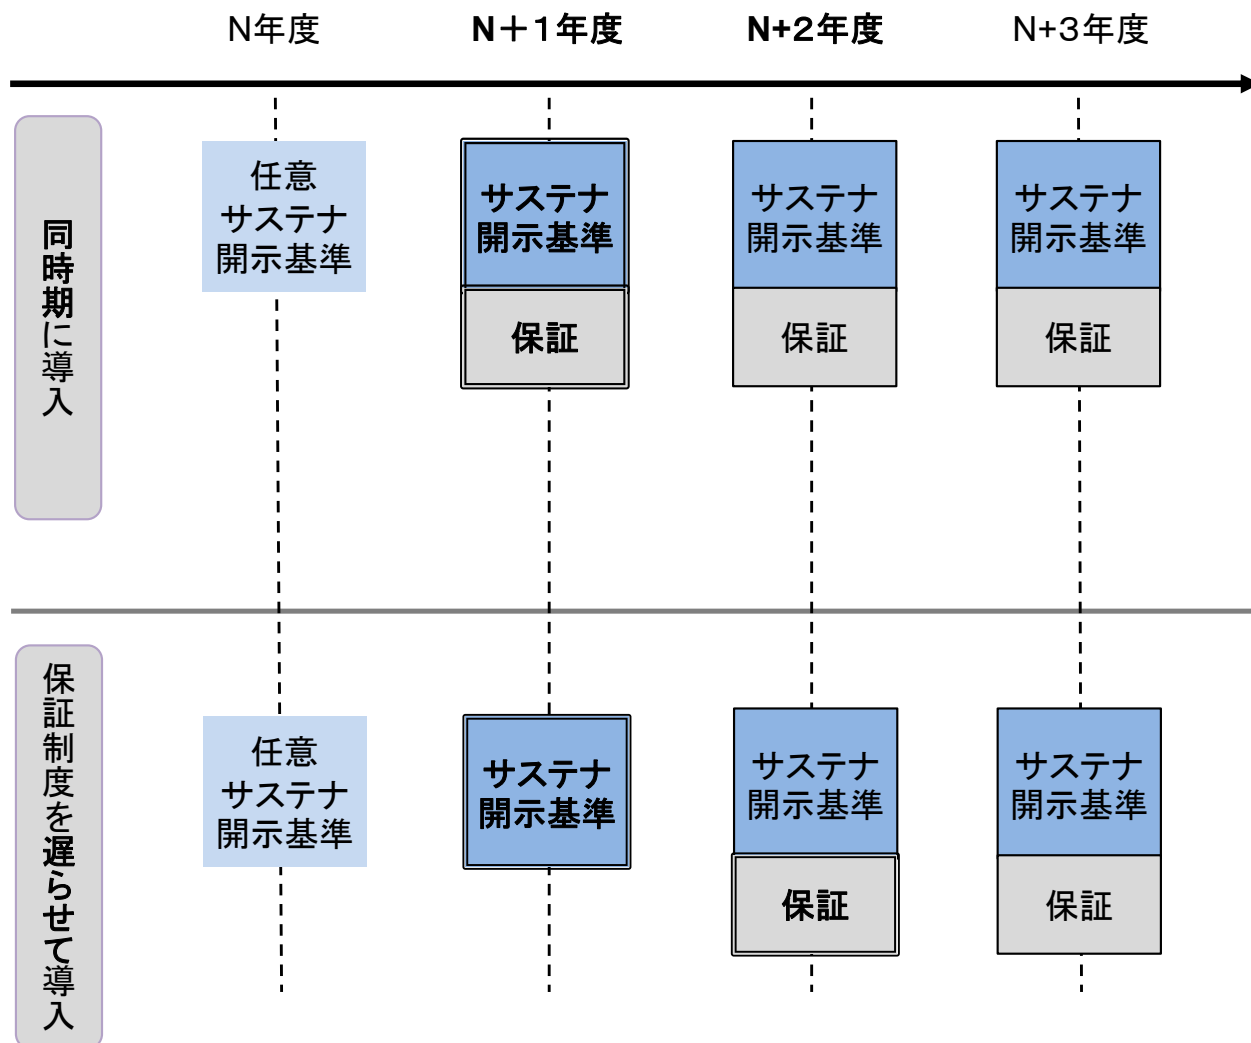 N年度
N＋１年度
N+２年度
N+３年度
同時期に導入
任意
サステナ
開示基準
サステナ
開示基準
保証
サステナ
開示基準
保証
サステナ
開示基準
保証
保証制度を遅らせて導入
任意
サステナ
開示基準
サステナ
開示基準
サステナ
開示基準
保証
サステナ
開示基準
保証